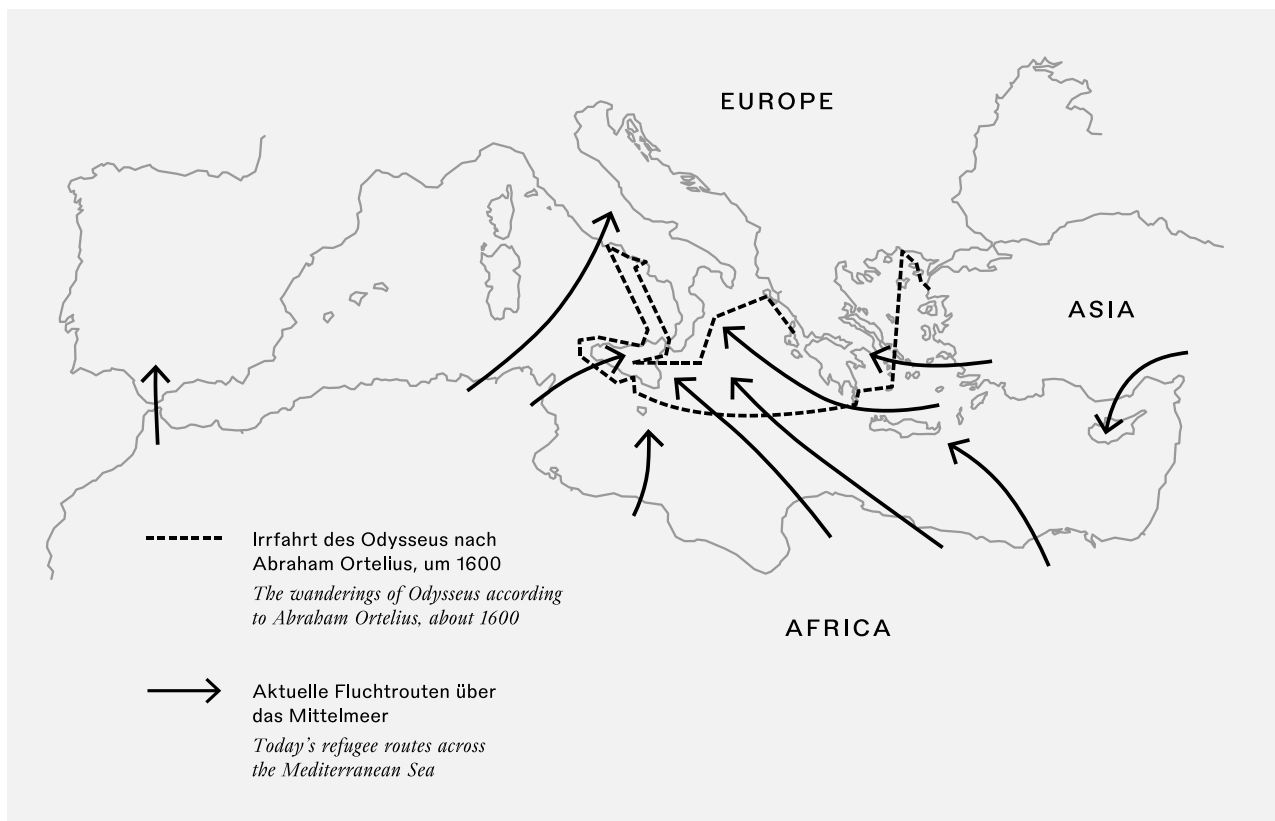 EUROPE
ASIA
Irrfahrt des Odysseus nach
Abraham Ortelius, um 1600
The wanderings of Odysseus according
to Abraham Ortelius, about 1600
AFRICA
Aktuelle Fluchtrouten über
das Mittelmeer
Today’s refugee routes across
the Mediterranean Sea